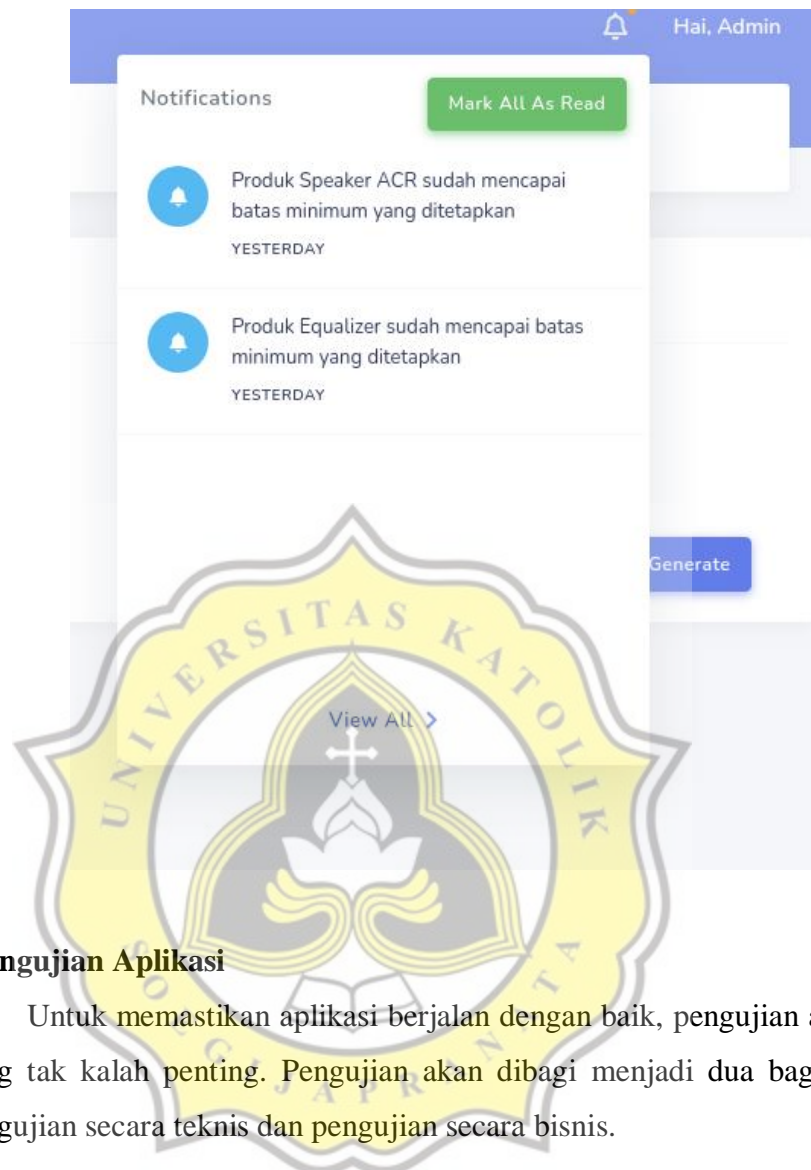 Hai, Admin
Notifications
Mark All As Read
Produk Speaker ACR sudah mencapai
batas minimum yang ditetapkan
YESTERDAY
Produk Equalizer sudah mencapai batas
minimum yang ditetapkan
YESTERDAY
Generate
View All >
UNIVERSITAS KATOLIK
SOEGIJAPRANATA
ngujian Aplikasi
Untuk memastikan aplikasi berjalan dengan baik, pengujian a
g tak kalah penting. Pengujian akan dibagi menjadi dua bag
gujian secara teknis dan pengujian secara bisnis.